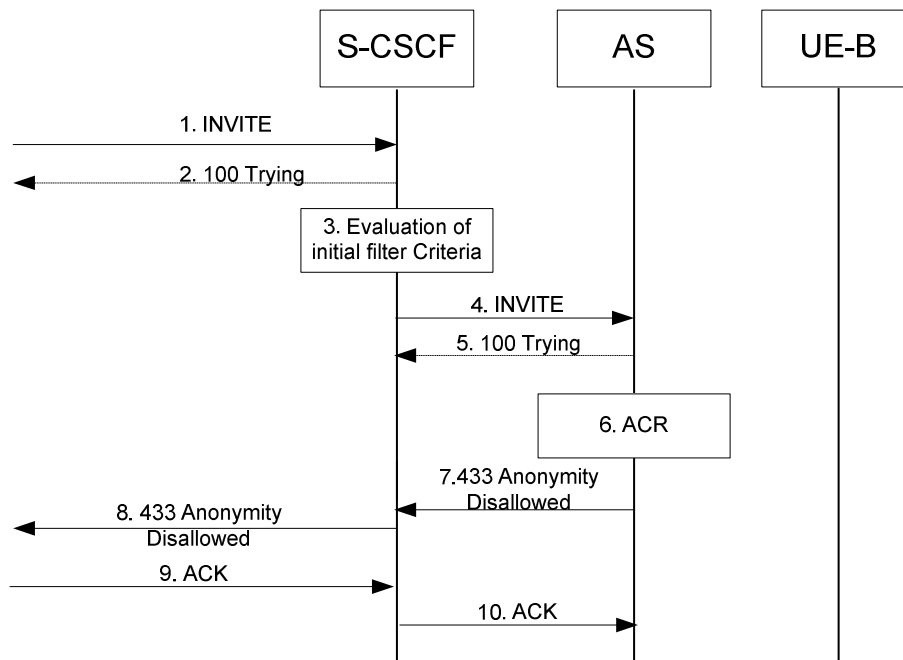 S-CSCF
AS
UE-B
1. INVITE
2. 100 Trying
3. Evaluation of
initial filter Criteria
4. INVITE
5. 100 Trying
6. ACR
7.433 Anonymity
Disallowed
8. 433 Anonymity
Disallowed
9. ACK
10. ACK